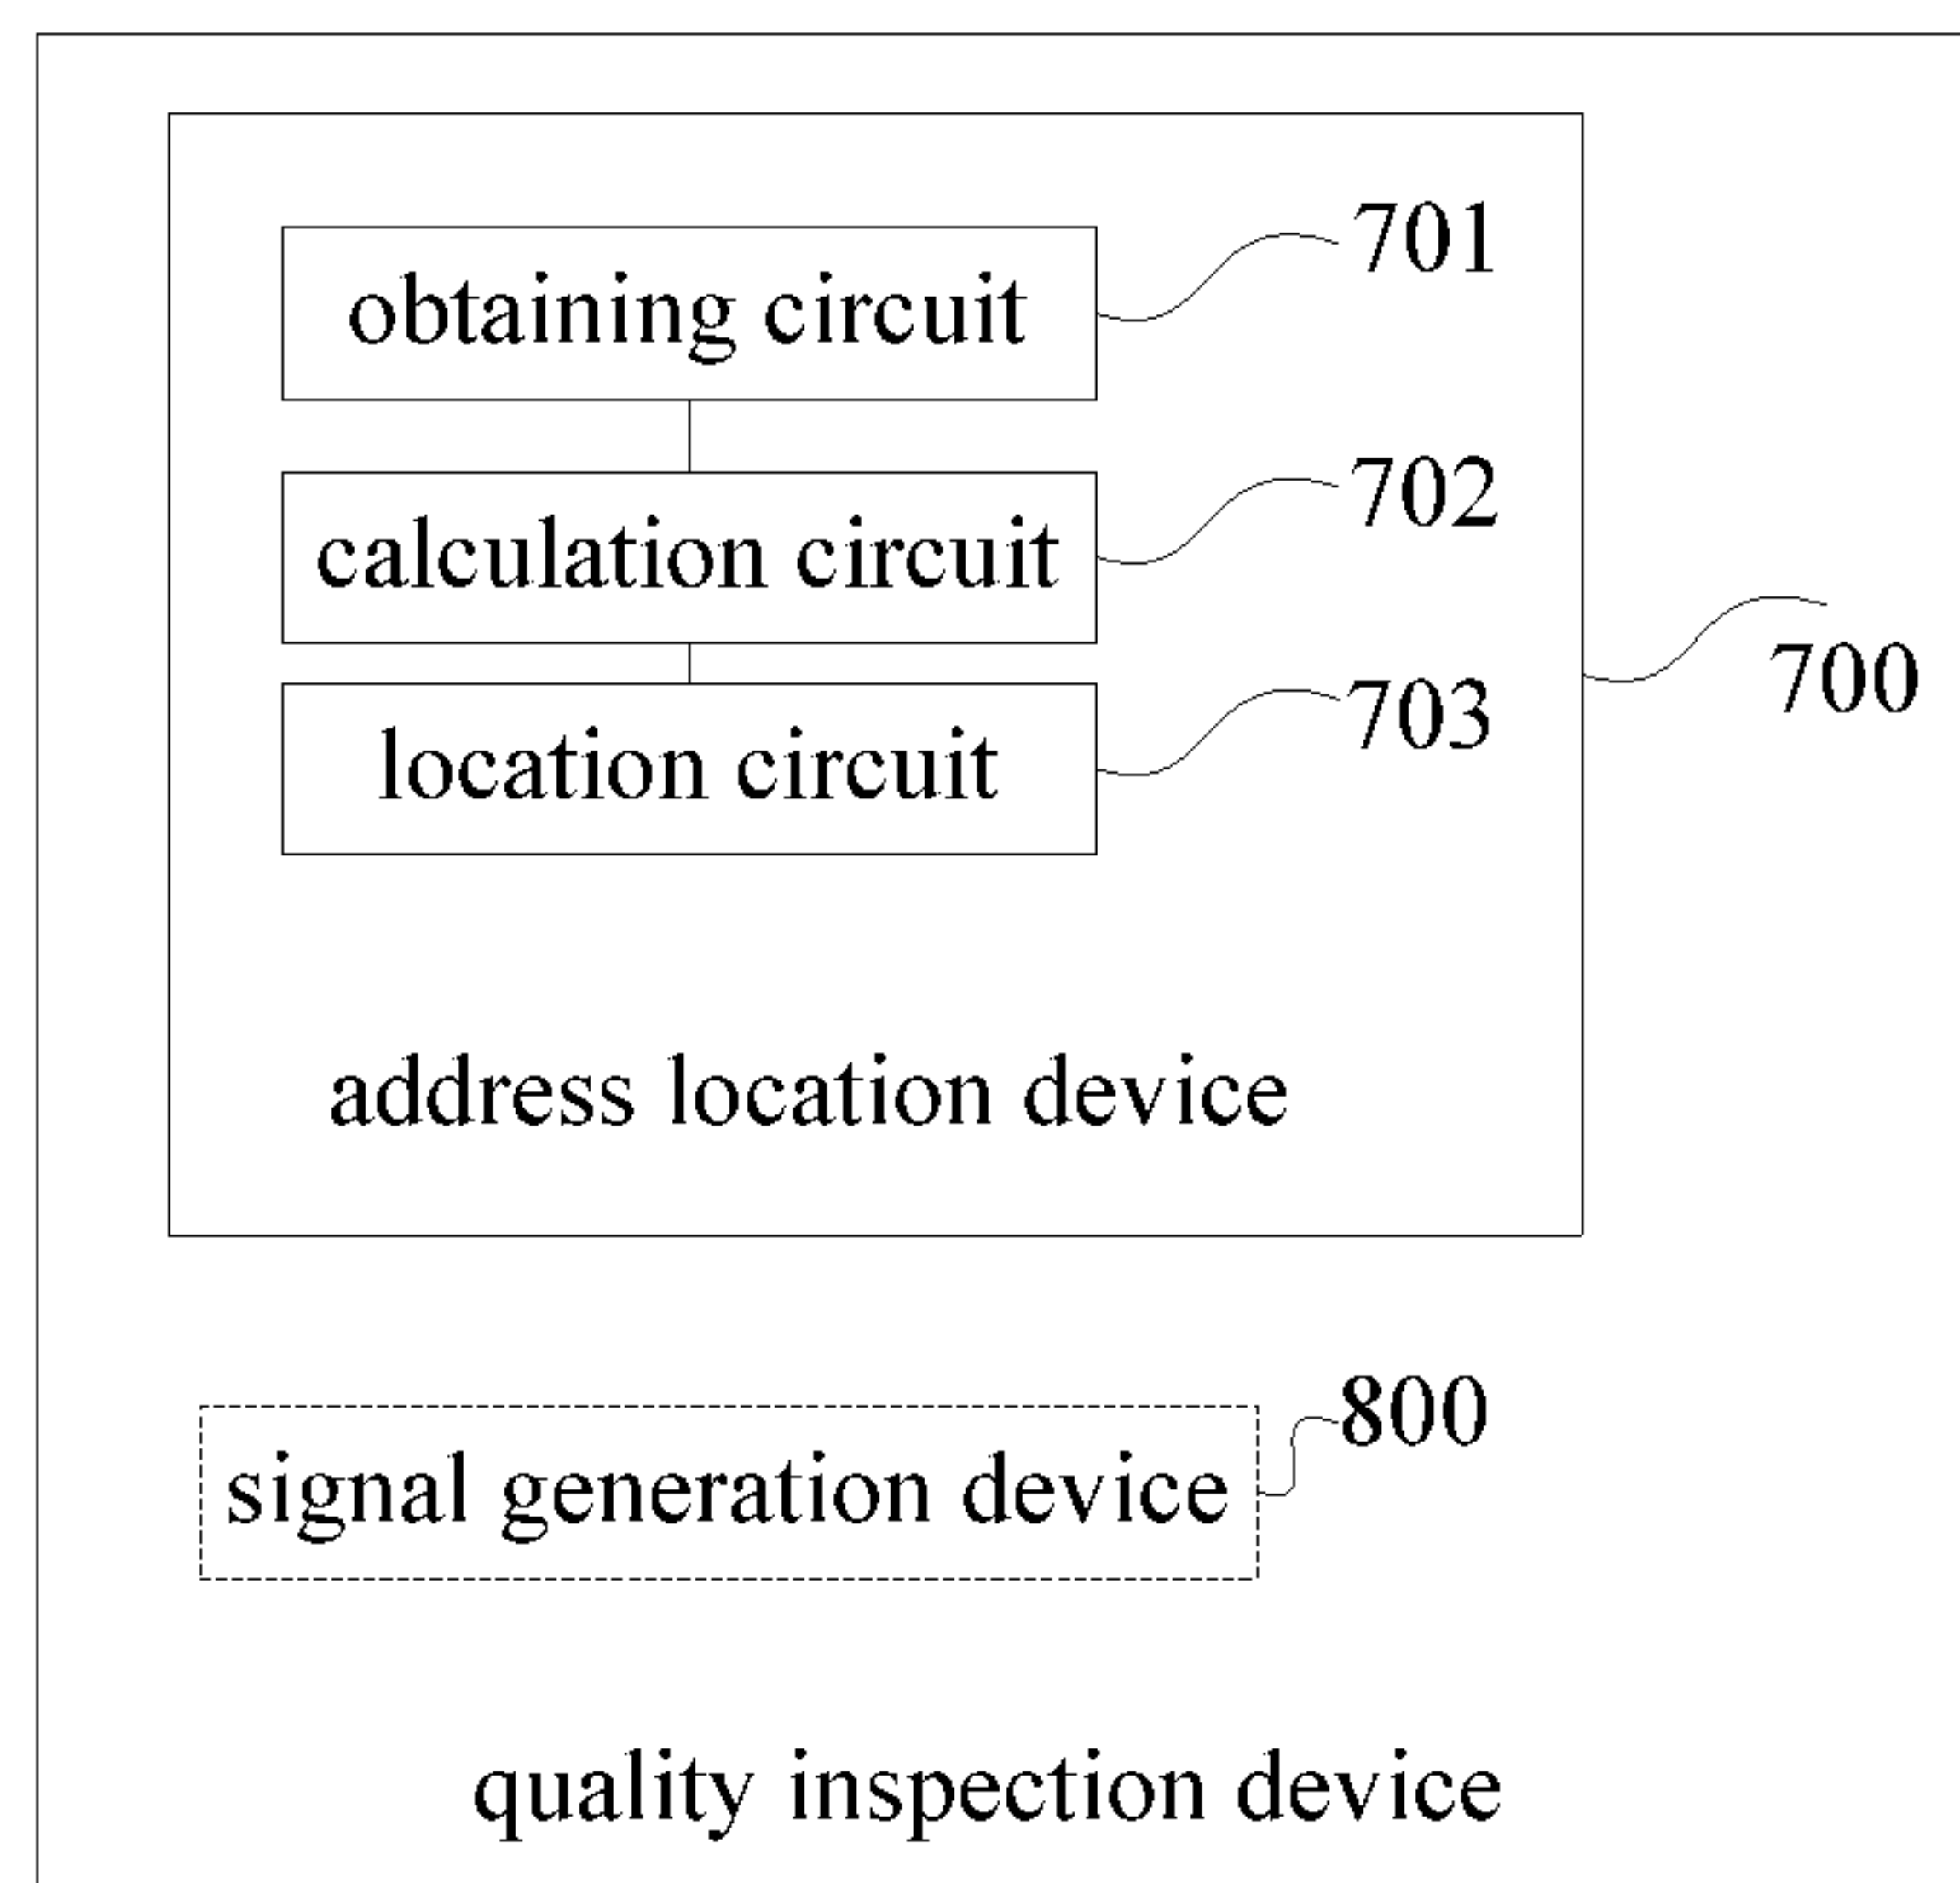 obtaining circuit
701
calculation circuit
702
location circuit
703
700
address location device
signal generation device
800
quality inspection device